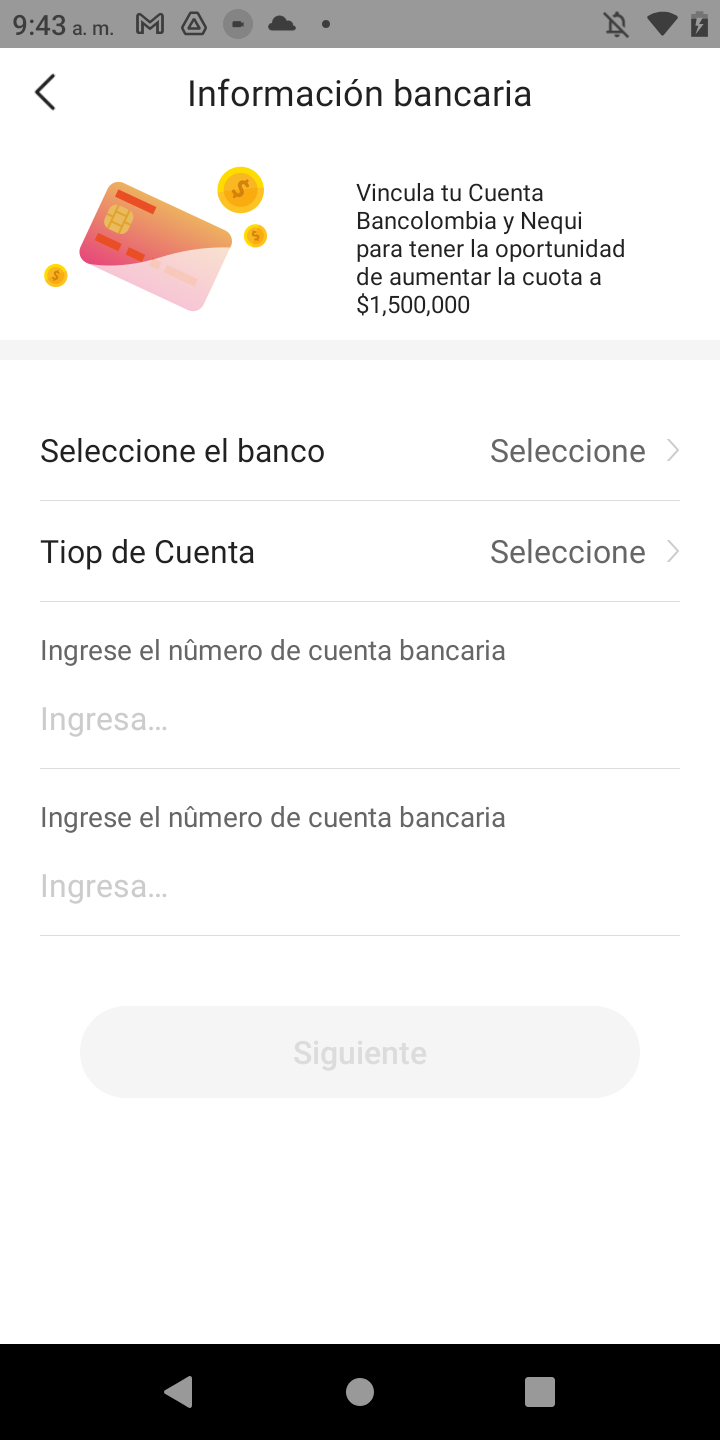 9:43 a. m.
Información bancaria
Vincula tu Cuenta
Bancolombia y Nequi
para tener la oportunidad
de aumentar la cuota a
$1,500,000
Seleccione el banco Seleccione
Tiop de Cuenta Seleccione
Ingrese el nûmero de cuenta bancaria
Ingresa...
Ingrese el nûmero de cuenta bancaria
Ingresa...
Siguiente